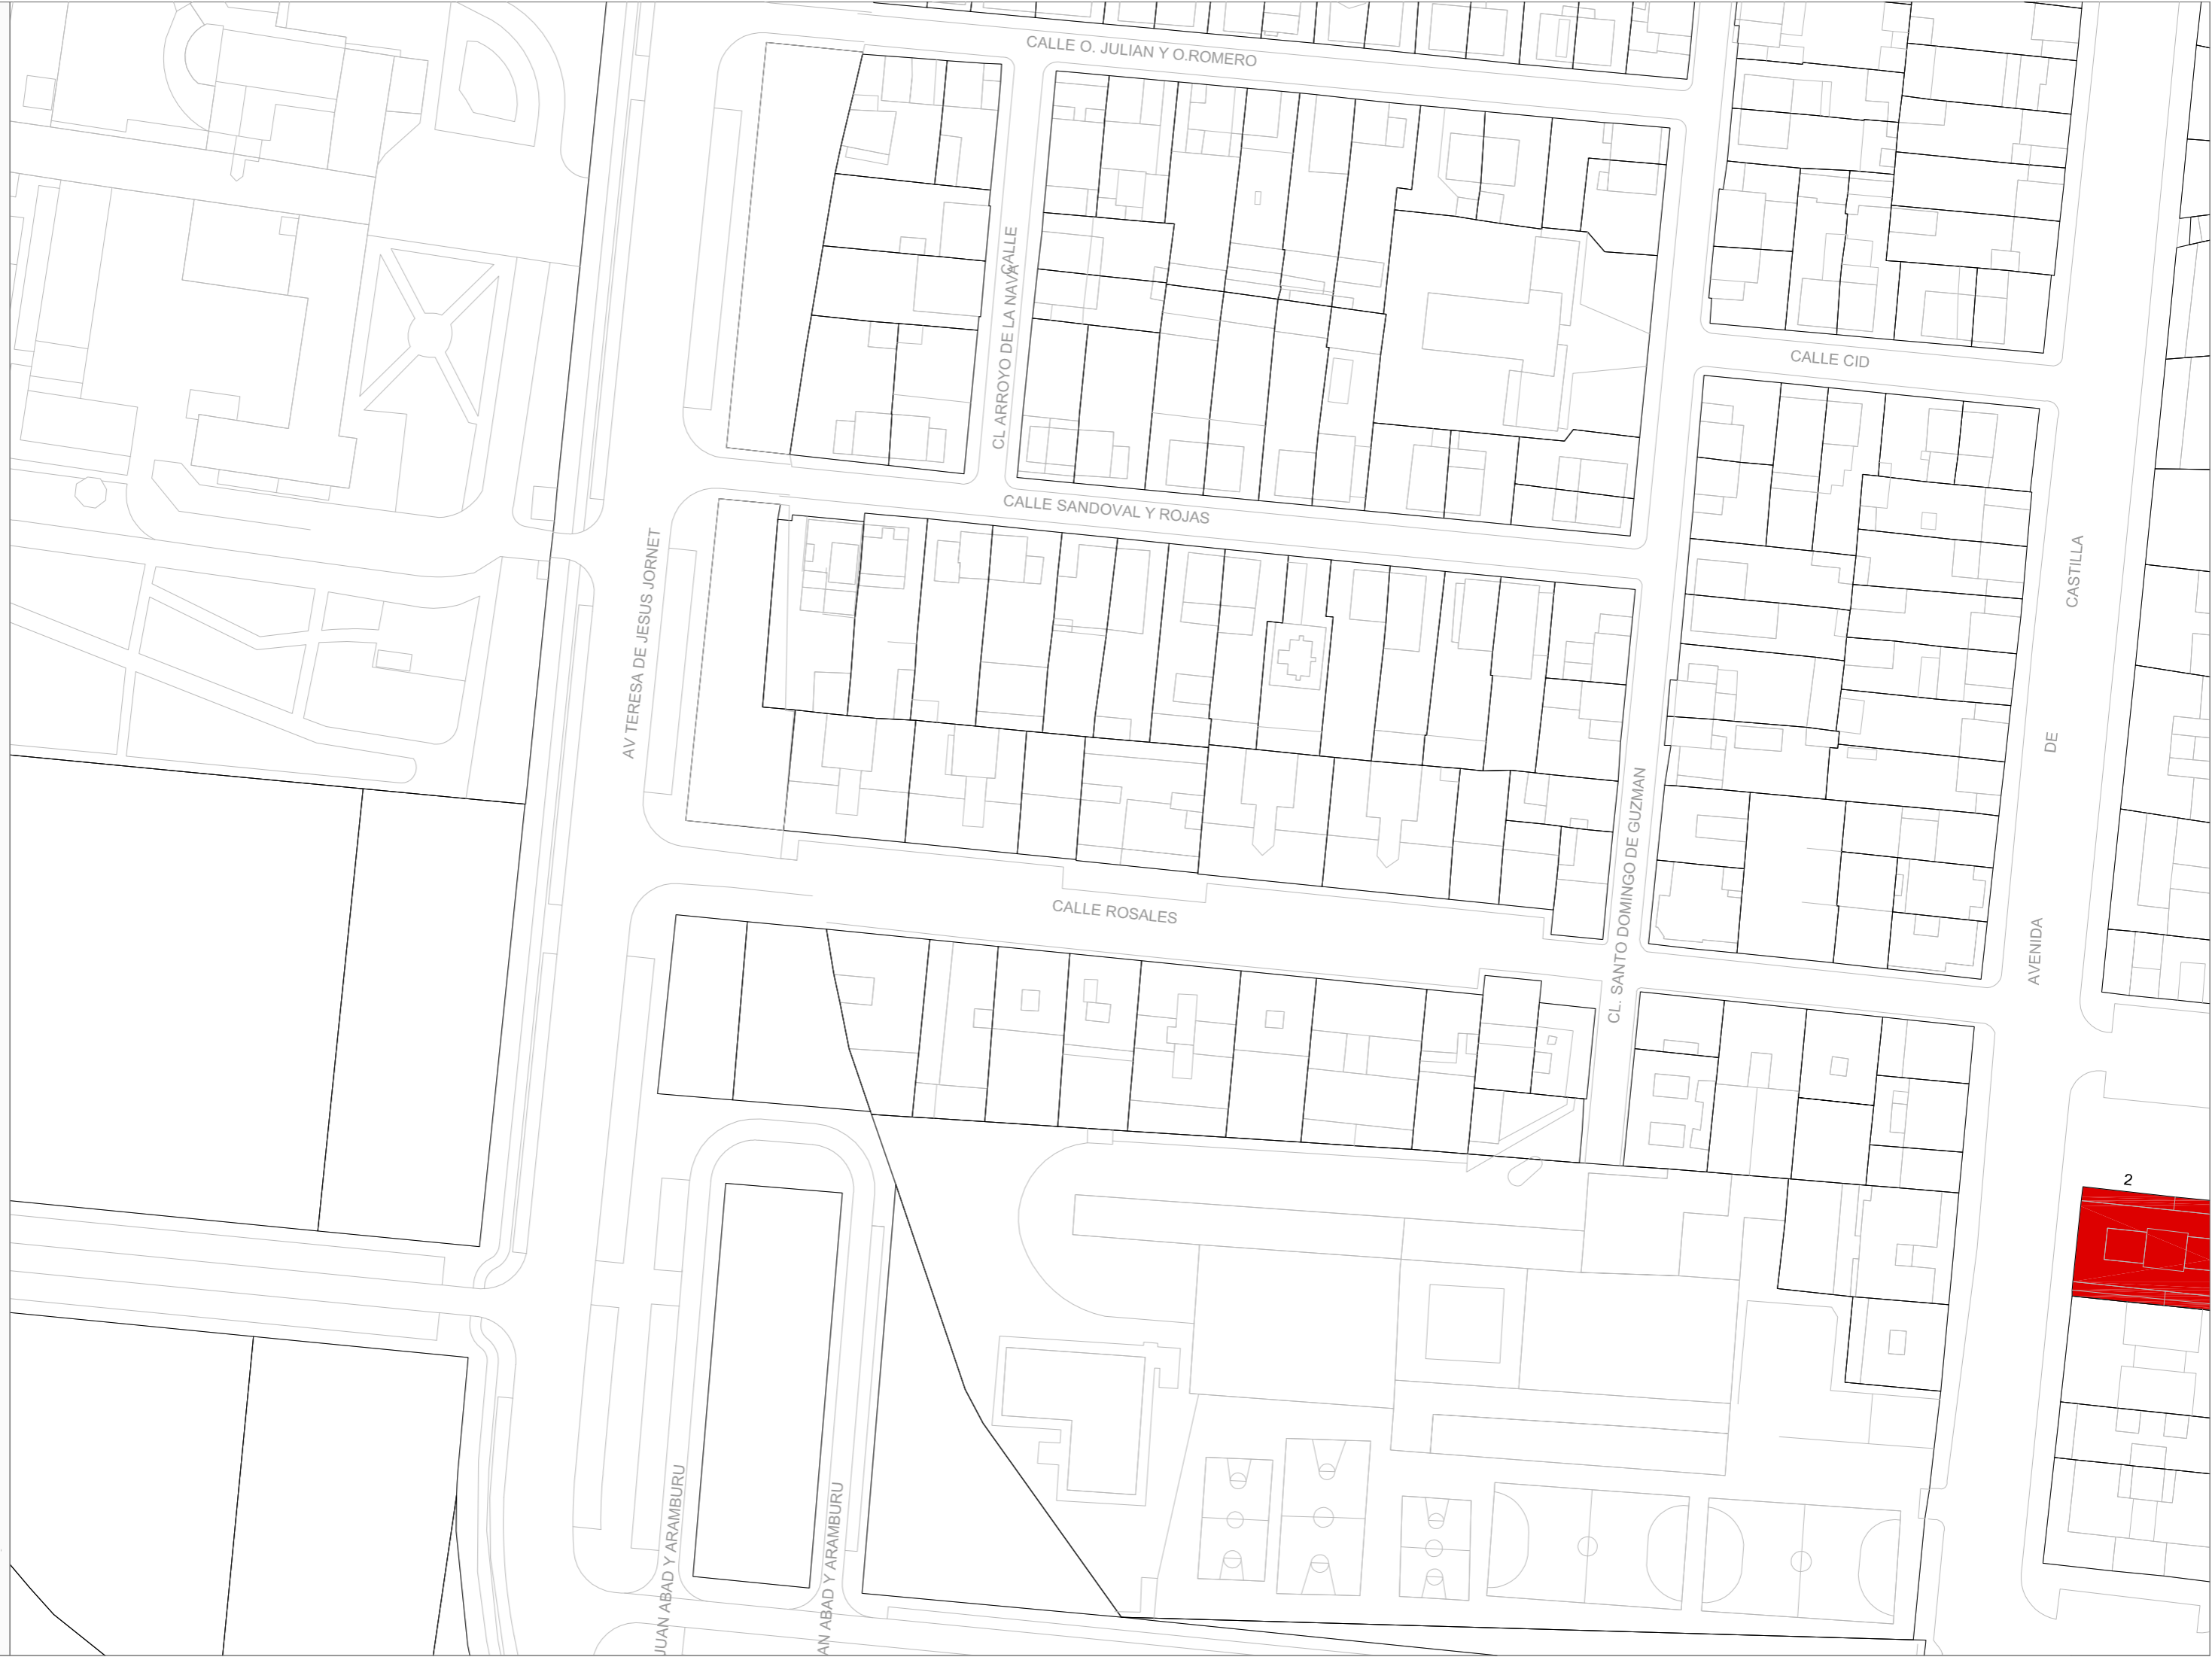 CALLE O. JULIAN Y O.ROMERO
CALLE
CL ARROYO DE LA NAVA
CALLE CID
CALLE SANDOVAL Y ROJAS
AV TERESA DE JESUS JORNET
CASTILLA
DE
AVENIDA
CL. SANTO DOMINGO DE GUZMAN
CALLE ROSALES
2
JUAN ABAD Y ARAMBURU
AN ABAD Y ARAMBURU